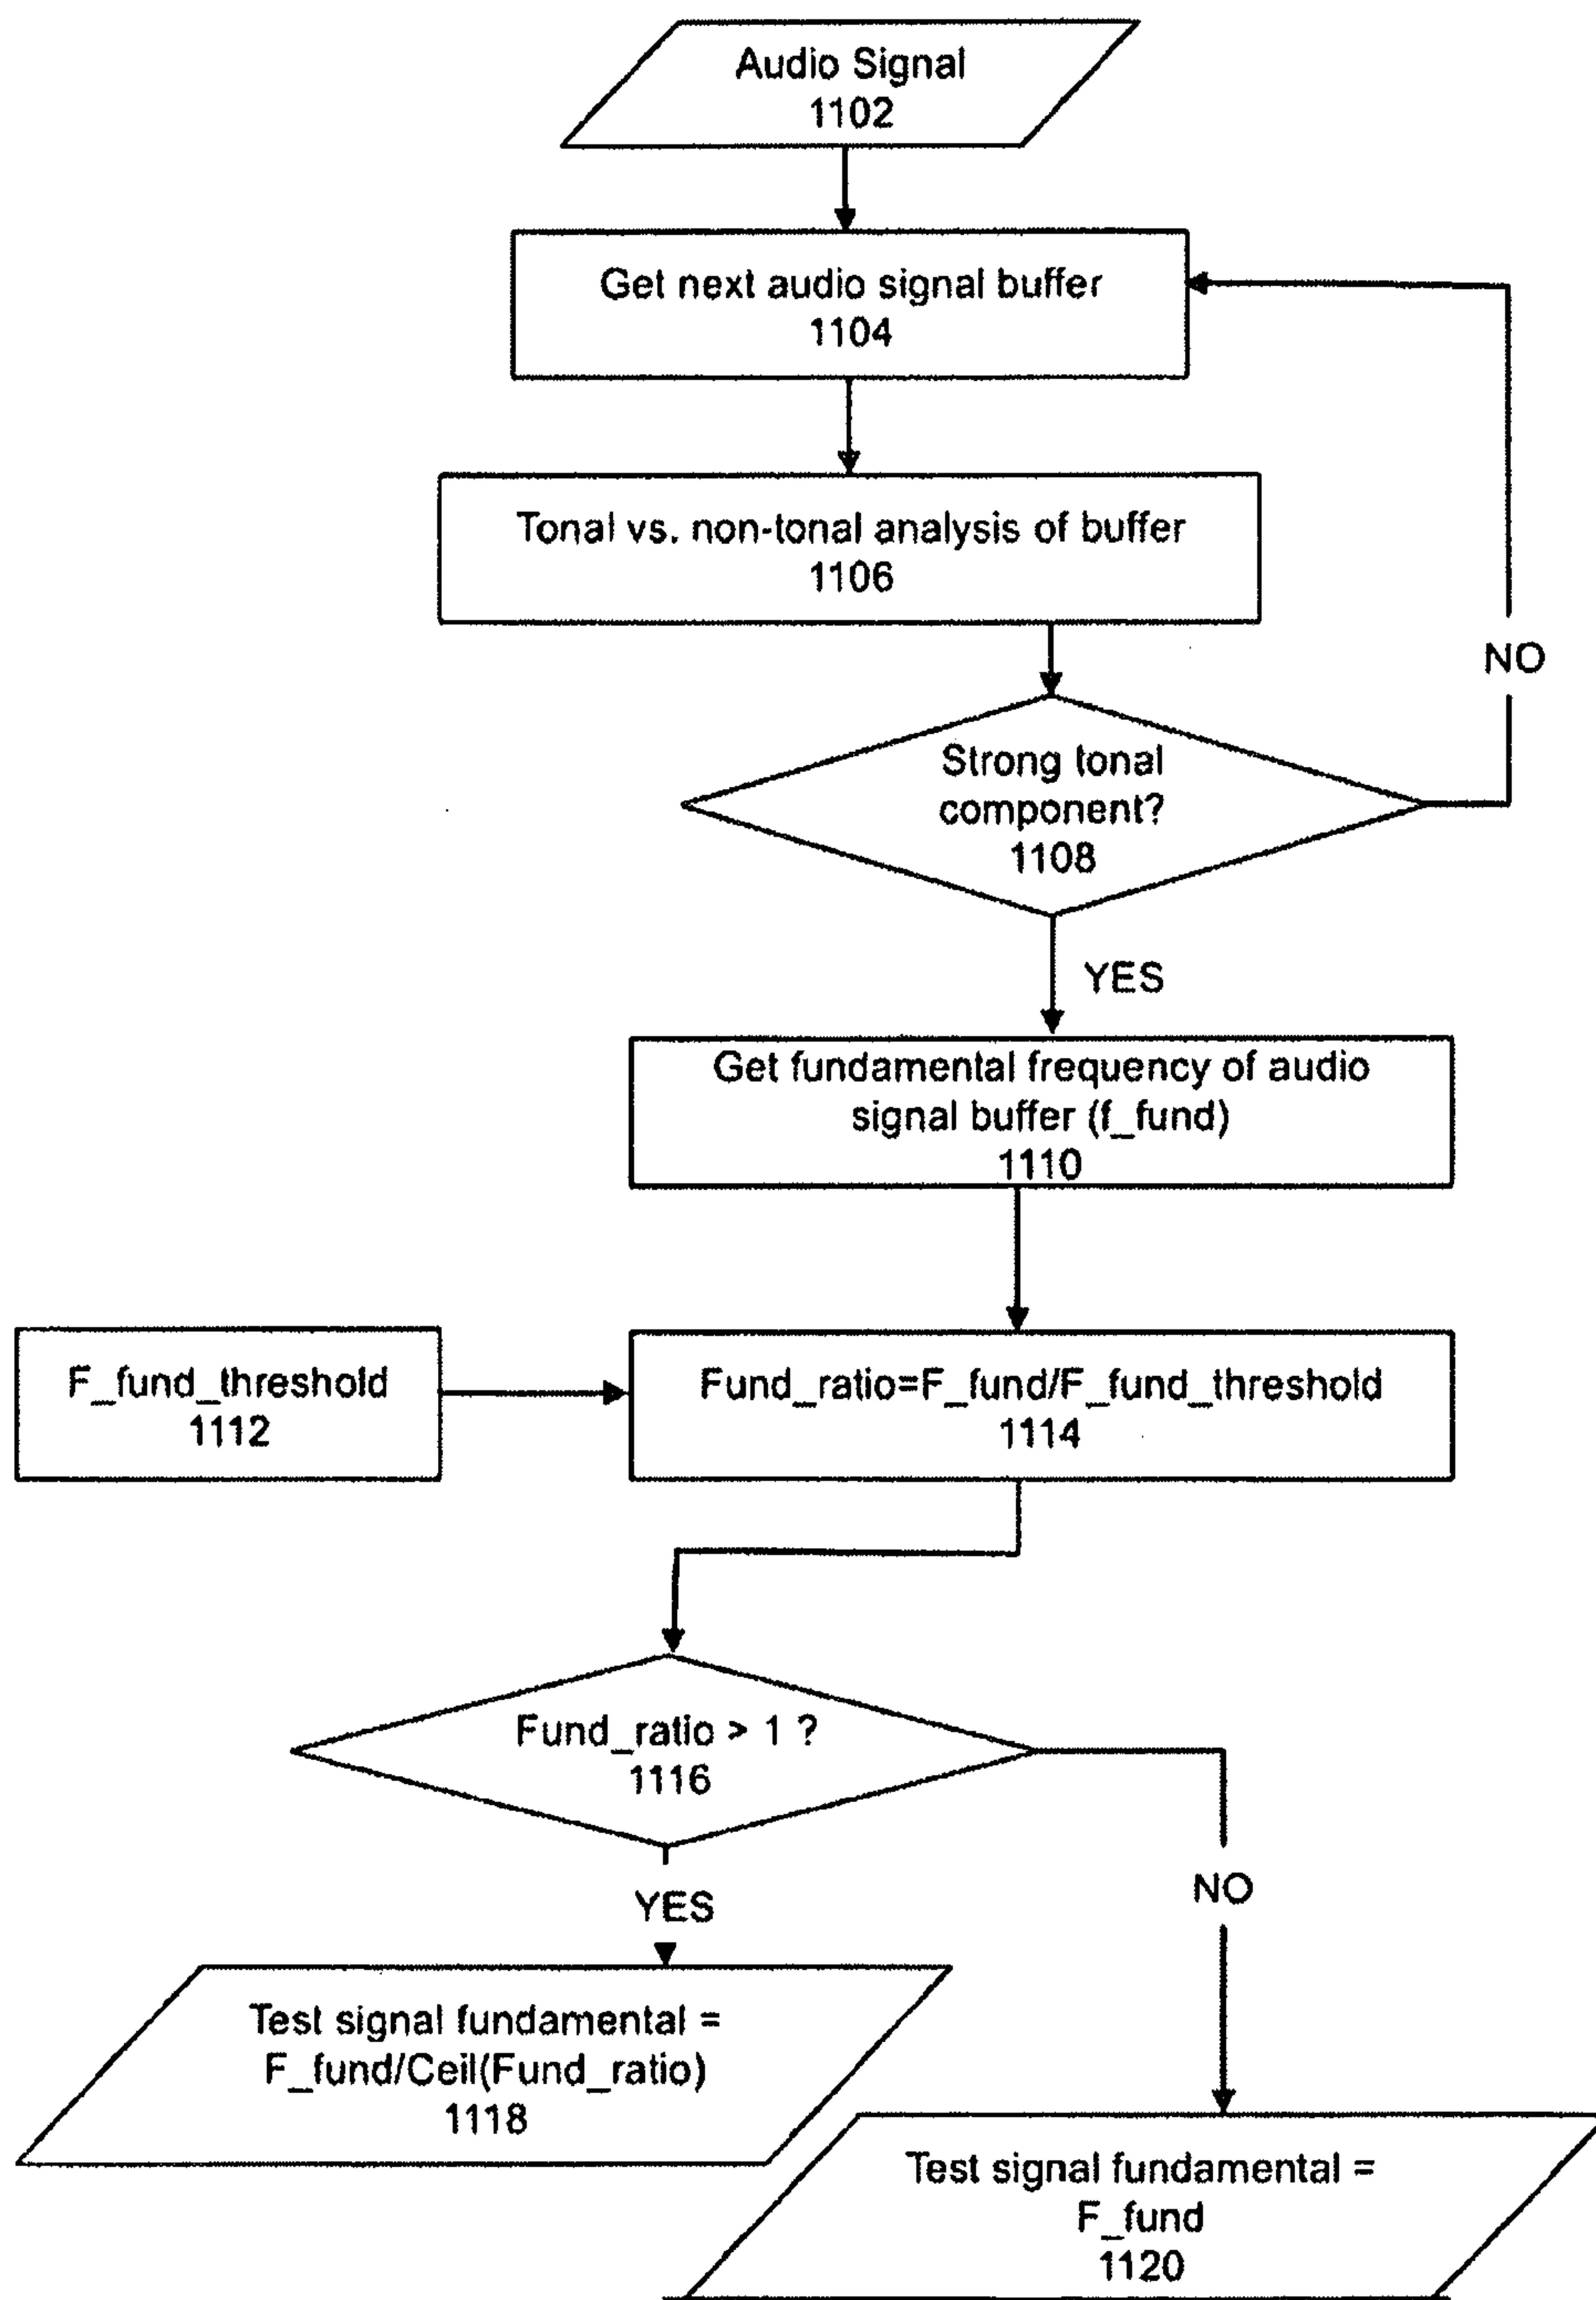 Audio Signal
1102
Get next audio signal buffer
1104
Tonal vs. non-tonal analysis of buffer
1106
NO
Strong tonal
component?
1108
YES
Get fundamental frequency of audio
signal buffer (f_fund)
1110
F_fund_threshold
1112
Fund_ratio=F_fund/F_fund_threshold
1114
Fund_ratio > 1 ?
1116
YES
NO
Test signal fundamental =
F_fund/Ceil(Fund_ratio)
1118
Test signal fundamental =
F_fund
1120